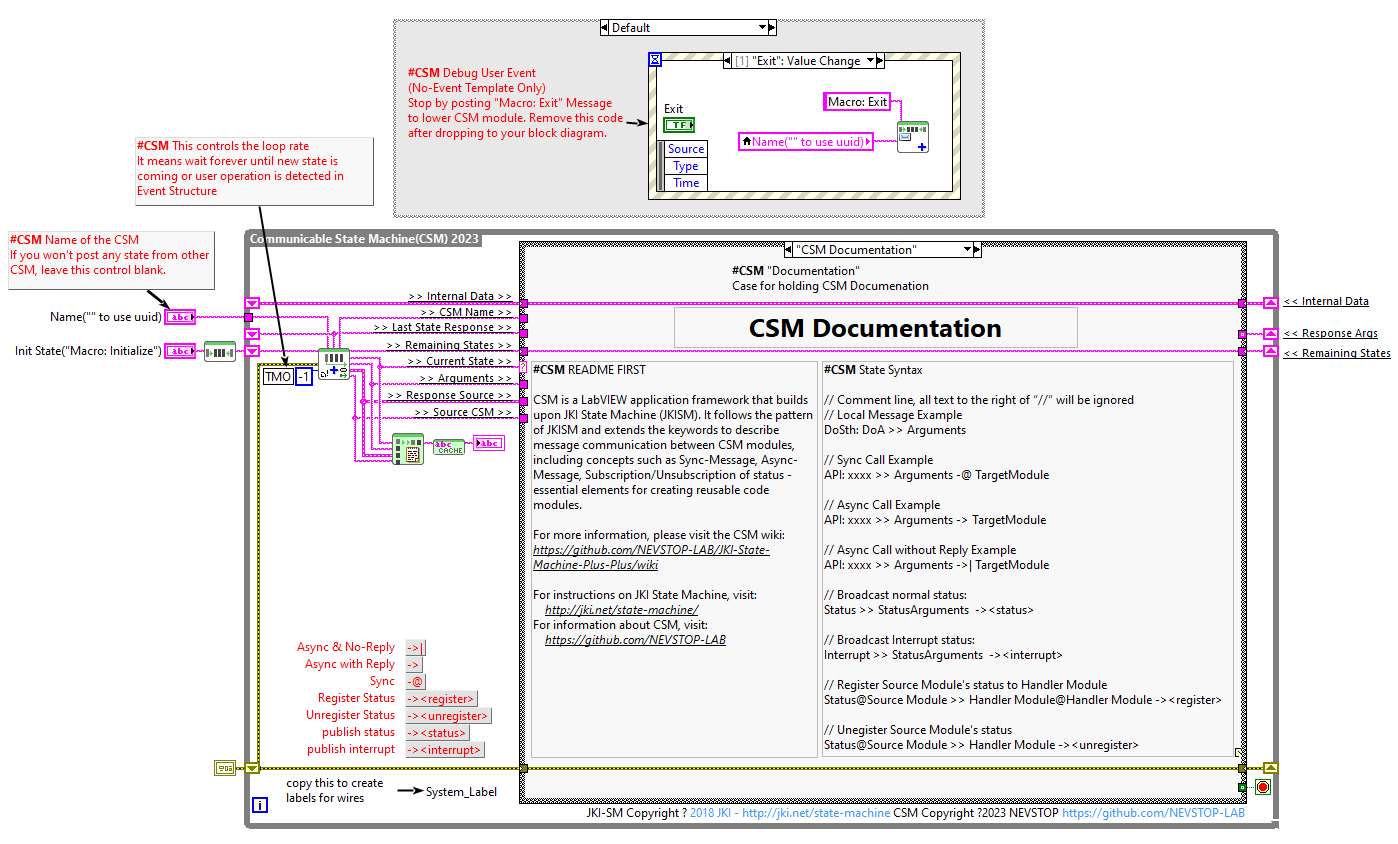 Default
#CSM Debug User Event
(No-Event Template Only)
Stop by posting "Macro: Exit" Message
to lower CSM module. Remove this code
after dropping to your block diagram.
[1] "Exit": Value Change
Exit
TF
Source
Type
Time
Macro: Exit
Name("" to use uuid)
#CSM This controls the loop rate
It means wait forever until new state is
coming or user operation is detected in
Event Structure
#CSM Name of the CSM
If you won't post any state from other
CSM, leave this control blank.
Name("" to use uuid)
abc
Init State("Macro: Initialize")
abc
Communicable State Machine(CSM) 2023
TMO
-1
>> Internal Data >>
>> CSM Name >>
>> Last State Response >>
>> Remaining States >>
>> Current State >>
>> Arguments >>
>> Response Source >>
>> Source CSM >>
abc
CACHE
abc
Async & No-Reply ->|
Async with Reply ->
Sync -@
Register Status -><register>
Unregister Status -><unregister>
publish status -><status>
publish interrupt -><interrupt>
copy this to create
labels for wires
System_Label
i
"CSM Documentation"
#CSM "Documentation"
Case for holding CSM Documenation
CSM Documentation
?
#CSM README FIRST
CSM is a LabVIEW application framework that builds
upon JKI State Machine (JKISM). It follows the pattern
of JKISM and extends the keywords to describe
message communication between CSM modules,
including concepts such as Sync-Message, Async-
Message, Subscription/Unsubscription of status -
essential elements for creating reusable code
modules.
For more information, please visit the CSM wiki:
https://github.com/NEVSTOP-LAB/JKI-State-
Machine-Plus-Plus/wiki
For instructions on JKI State Machine, visit:
http://jki.net/state-machine/
For information about CSM, visit:
https://github.com/NEVSTOP-LAB
#CSM State Syntax
// Comment line, all text to the right of "//" will be ignored
// Local Message Example
DoSth: DoA >> Arguments
// Sync Call Example
API: xxxx >> Arguments -@ TargetModule
// Async Call Example
API: xxxx >> Arguments -> TargetModule
// Async Call without Reply Example
API: xxxx >> Arguments ->| TargetModule
// Broadcast normal status:
Status >> StatusArguments -><status>
// Broadcast Interrupt status:
Interrupt >> StatusArguments -><interrupt>
// Register Source Module's status to Handler Module
Status@Source Module >> Handler Module@Handler Module -><register>
// Unegister Source Module's status
Status@Source Module >> Handler Module -><unregister>
<< Internal Data
<< Response Args
<< Remaining States
JKI-SM Copyright ? 2018 JKI - http://jki.net/state-machine CSM Copyright ?2023 NEVSTOP https://github.com/NEVSTOP-LAB